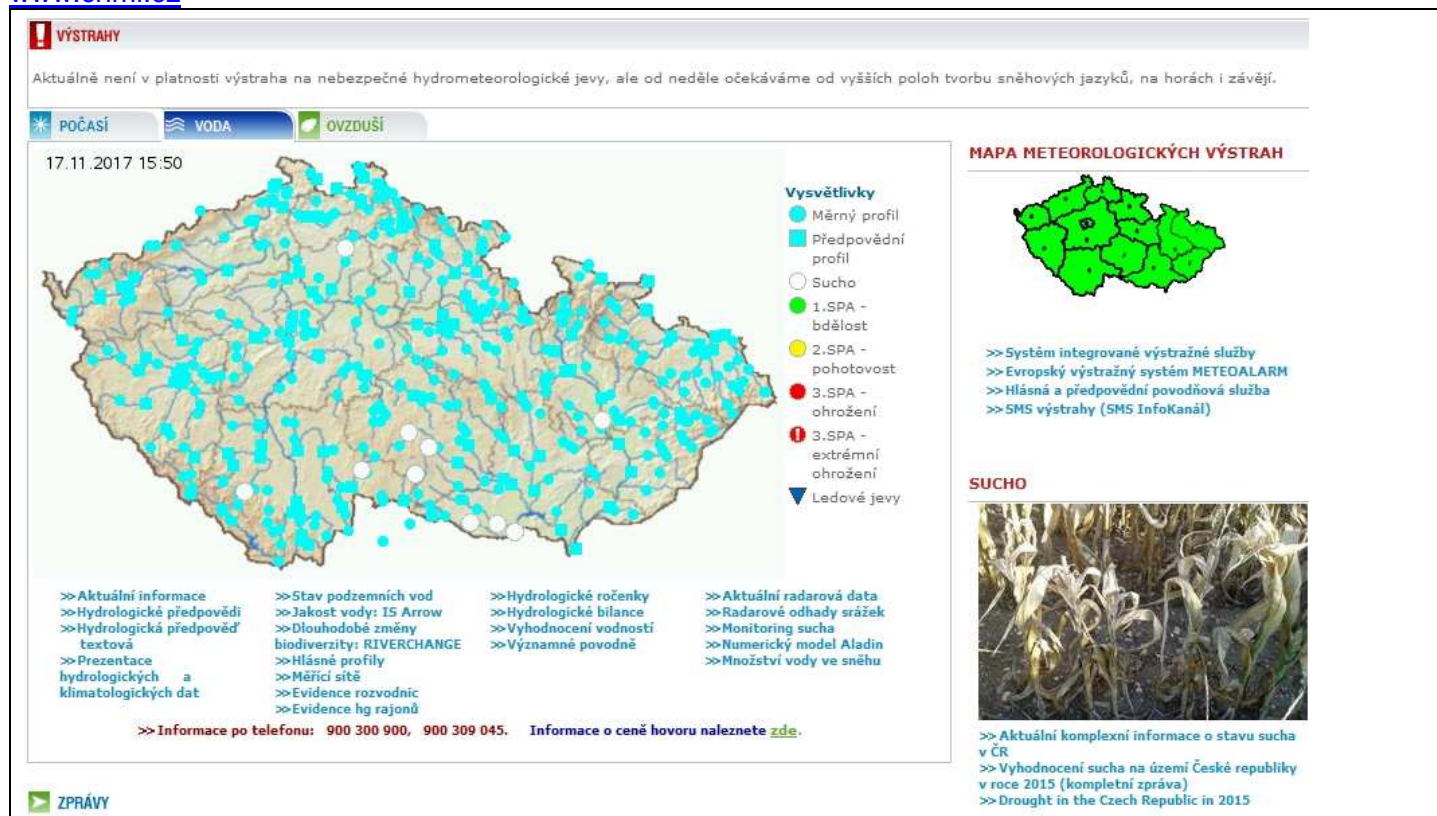 VÝSTRAHY
Aktuálně není v platnosti výstraha na nebezpečné hydrometeorologické jevy, ale od neděle očekáváme od vyšších poloh tvorbu sněhových jazyků, na horách i závějí.
POČASÍ
VODA
OVZDUŠÍ
17.11.2017 15:50
Vysvětlivky
Měrný profil
Předpovědní
profil
Sucho
1.SPA -
bdělost
2.SPA -
pohotovost
3.SPA -
ohrožení
3.SPA -
extrémní
ohrožení
Ledové jevy
>>Aktuální informace
>>Hydrologické předpovědi
>>Hydrologická předpověď
textová
>>Prezentace
hydrologických a
klimatologických dat
>>Stav podzemních vod
>>Jakost vody: IS Arrow
>>Dlouhodobé změny
biodiverzity: RIVERCHANGE
>>Hlásné profily
>>Měřící sítě
>>Evidence rozvodnic
>>Evidence hg rajonů
>>Hydrologické ročenky
>>Hydrologické bilance
>>Vyhodnocení vodností
>>Významné povodně
>>Aktuální radarová data
>>Radarové odhady srážek
>>Monitoring sucha
>>Numerický model Aladin
>>Množství vody ve sněhu
>>Informace po telefonu: 900 300 900, 900 309 045. Informace o ceně hovoru naleznete zde.
ZPRÁVY
MAPA METEOROLOGICKÝCH VÝSTRAH
>>Systém integrované výstražné služby
>>Evropský výstražný systém METEOALARM
>>Hlásná a předpovědní povodňová služba
>>SMS výstrahy (SMS InfoKanál)
SUCHO
>> Aktuální komplexní informace o stavu sucha
v ČR
>> Vyhodnocení sucha na území České republiky
v roce 2015 (kompletní zpráva)
>> Drought in the Czech Republic in 2015